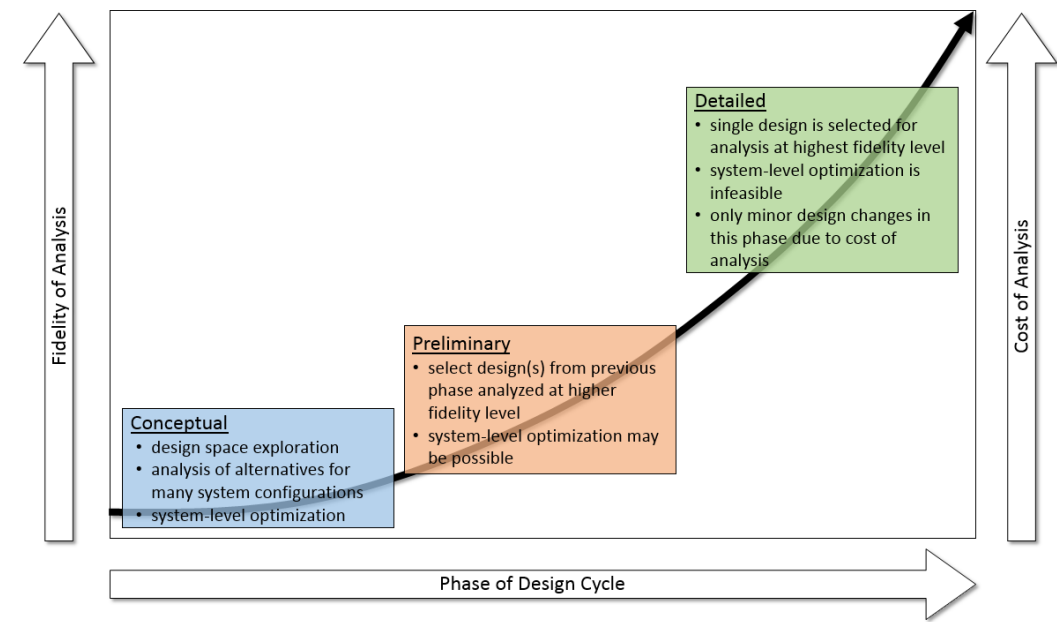 Fidelity of Analysis
Conceptual
• design space exploration
• analysis of alternatives for
many system configurations
• system-level optimization
Preliminary
• select design(s) from previous
phase analyzed at higher
fidelity level
• system-level optimization may
be possible
Detailed
• single design is selected for
analysis at highest fidelity level
• system-level optimization is
infeasible
• only minor design changes in
this phase due to cost of
analysis
Cost of Analysis
Phase of Design Cycle